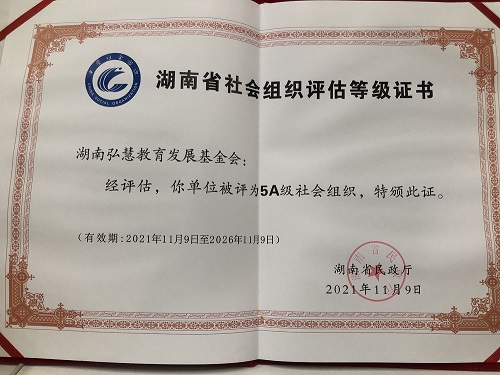 湖南省社会组织评估等级证书
湖南弘慧教育发展基金会：
经评估，你单位被评为5A级社会组织，特颁此证。
（有效期：2021年11月9日至2026年11月9日）
湖南省民政厅
2021年11月9日